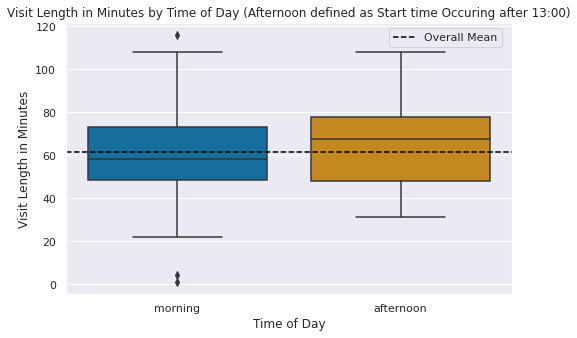 Visit Length in Minutes by Time of Day (Afternoon defined as Start time Occuring after 13:00)
120
100
80
60
40
20
0
Visit Length in Minutes
Overall Mean
morning
afternoon
Time of Day